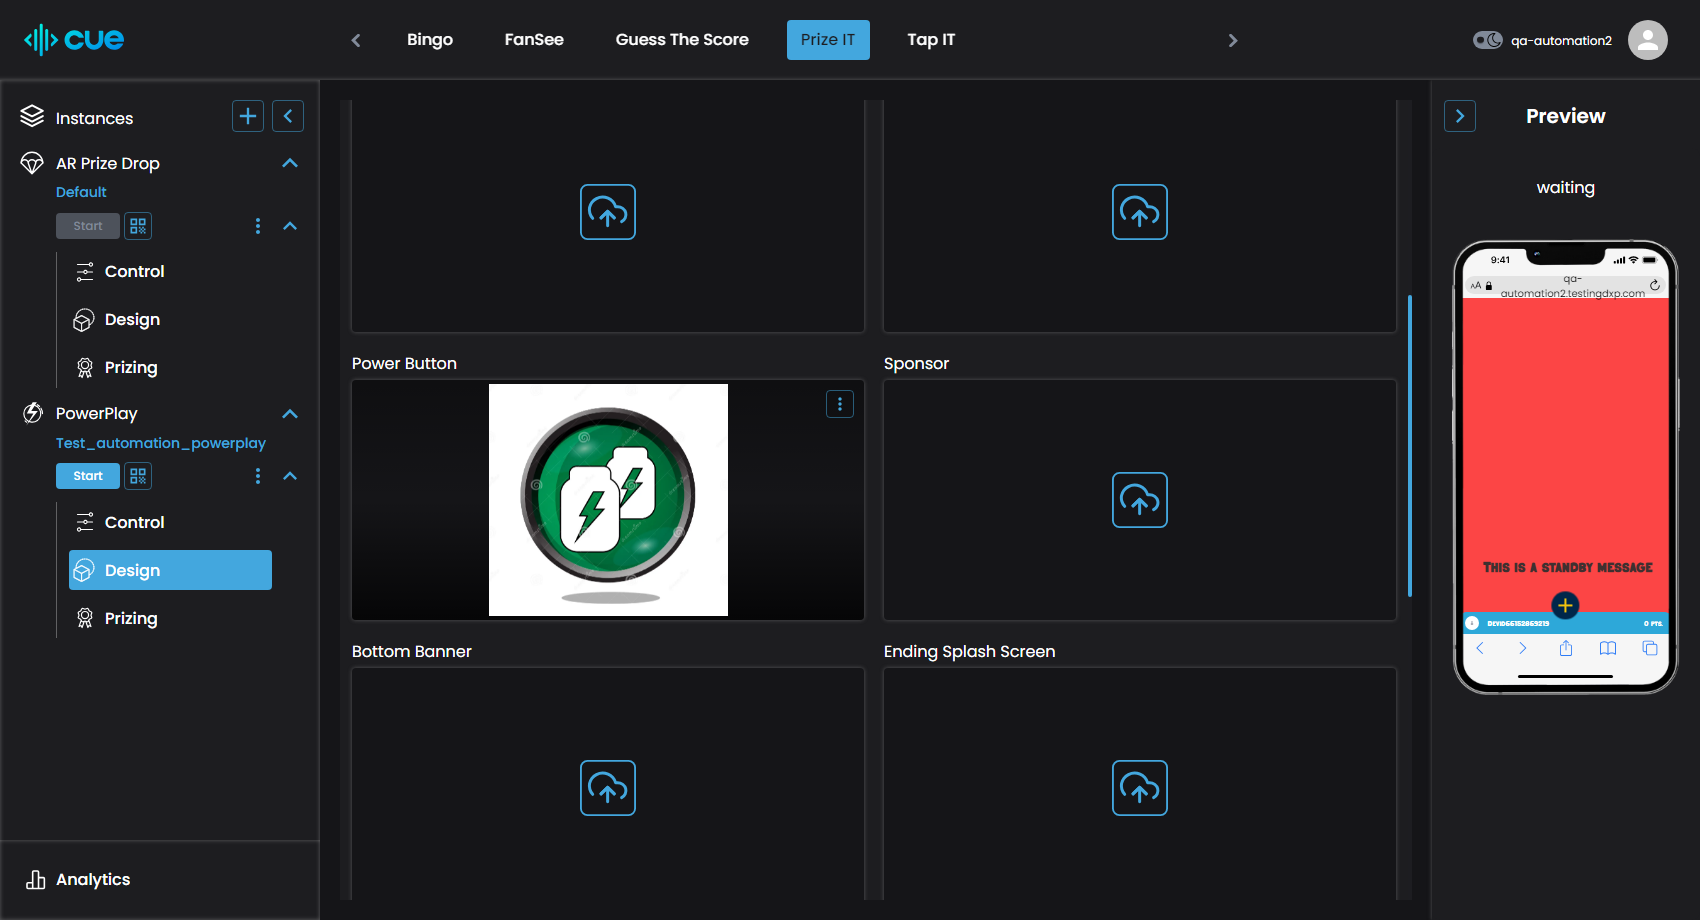 cue
Bingo
FanSee
Guess The Score
Prize IT
Tap IT
qa-automation2
Instances
AR Prize Drop
Default
Start
Control
Design
Prizing
PowerPlay
Test_automation_powerplay
Start
Control
Design
Prizing
Analytics
Power Button
Sponsor
Bottom Banner
Ending Splash Screen
Preview
waiting
9:41
AA
qa-
automation2.testingdxp.com
This is a standby message
0 PTS.